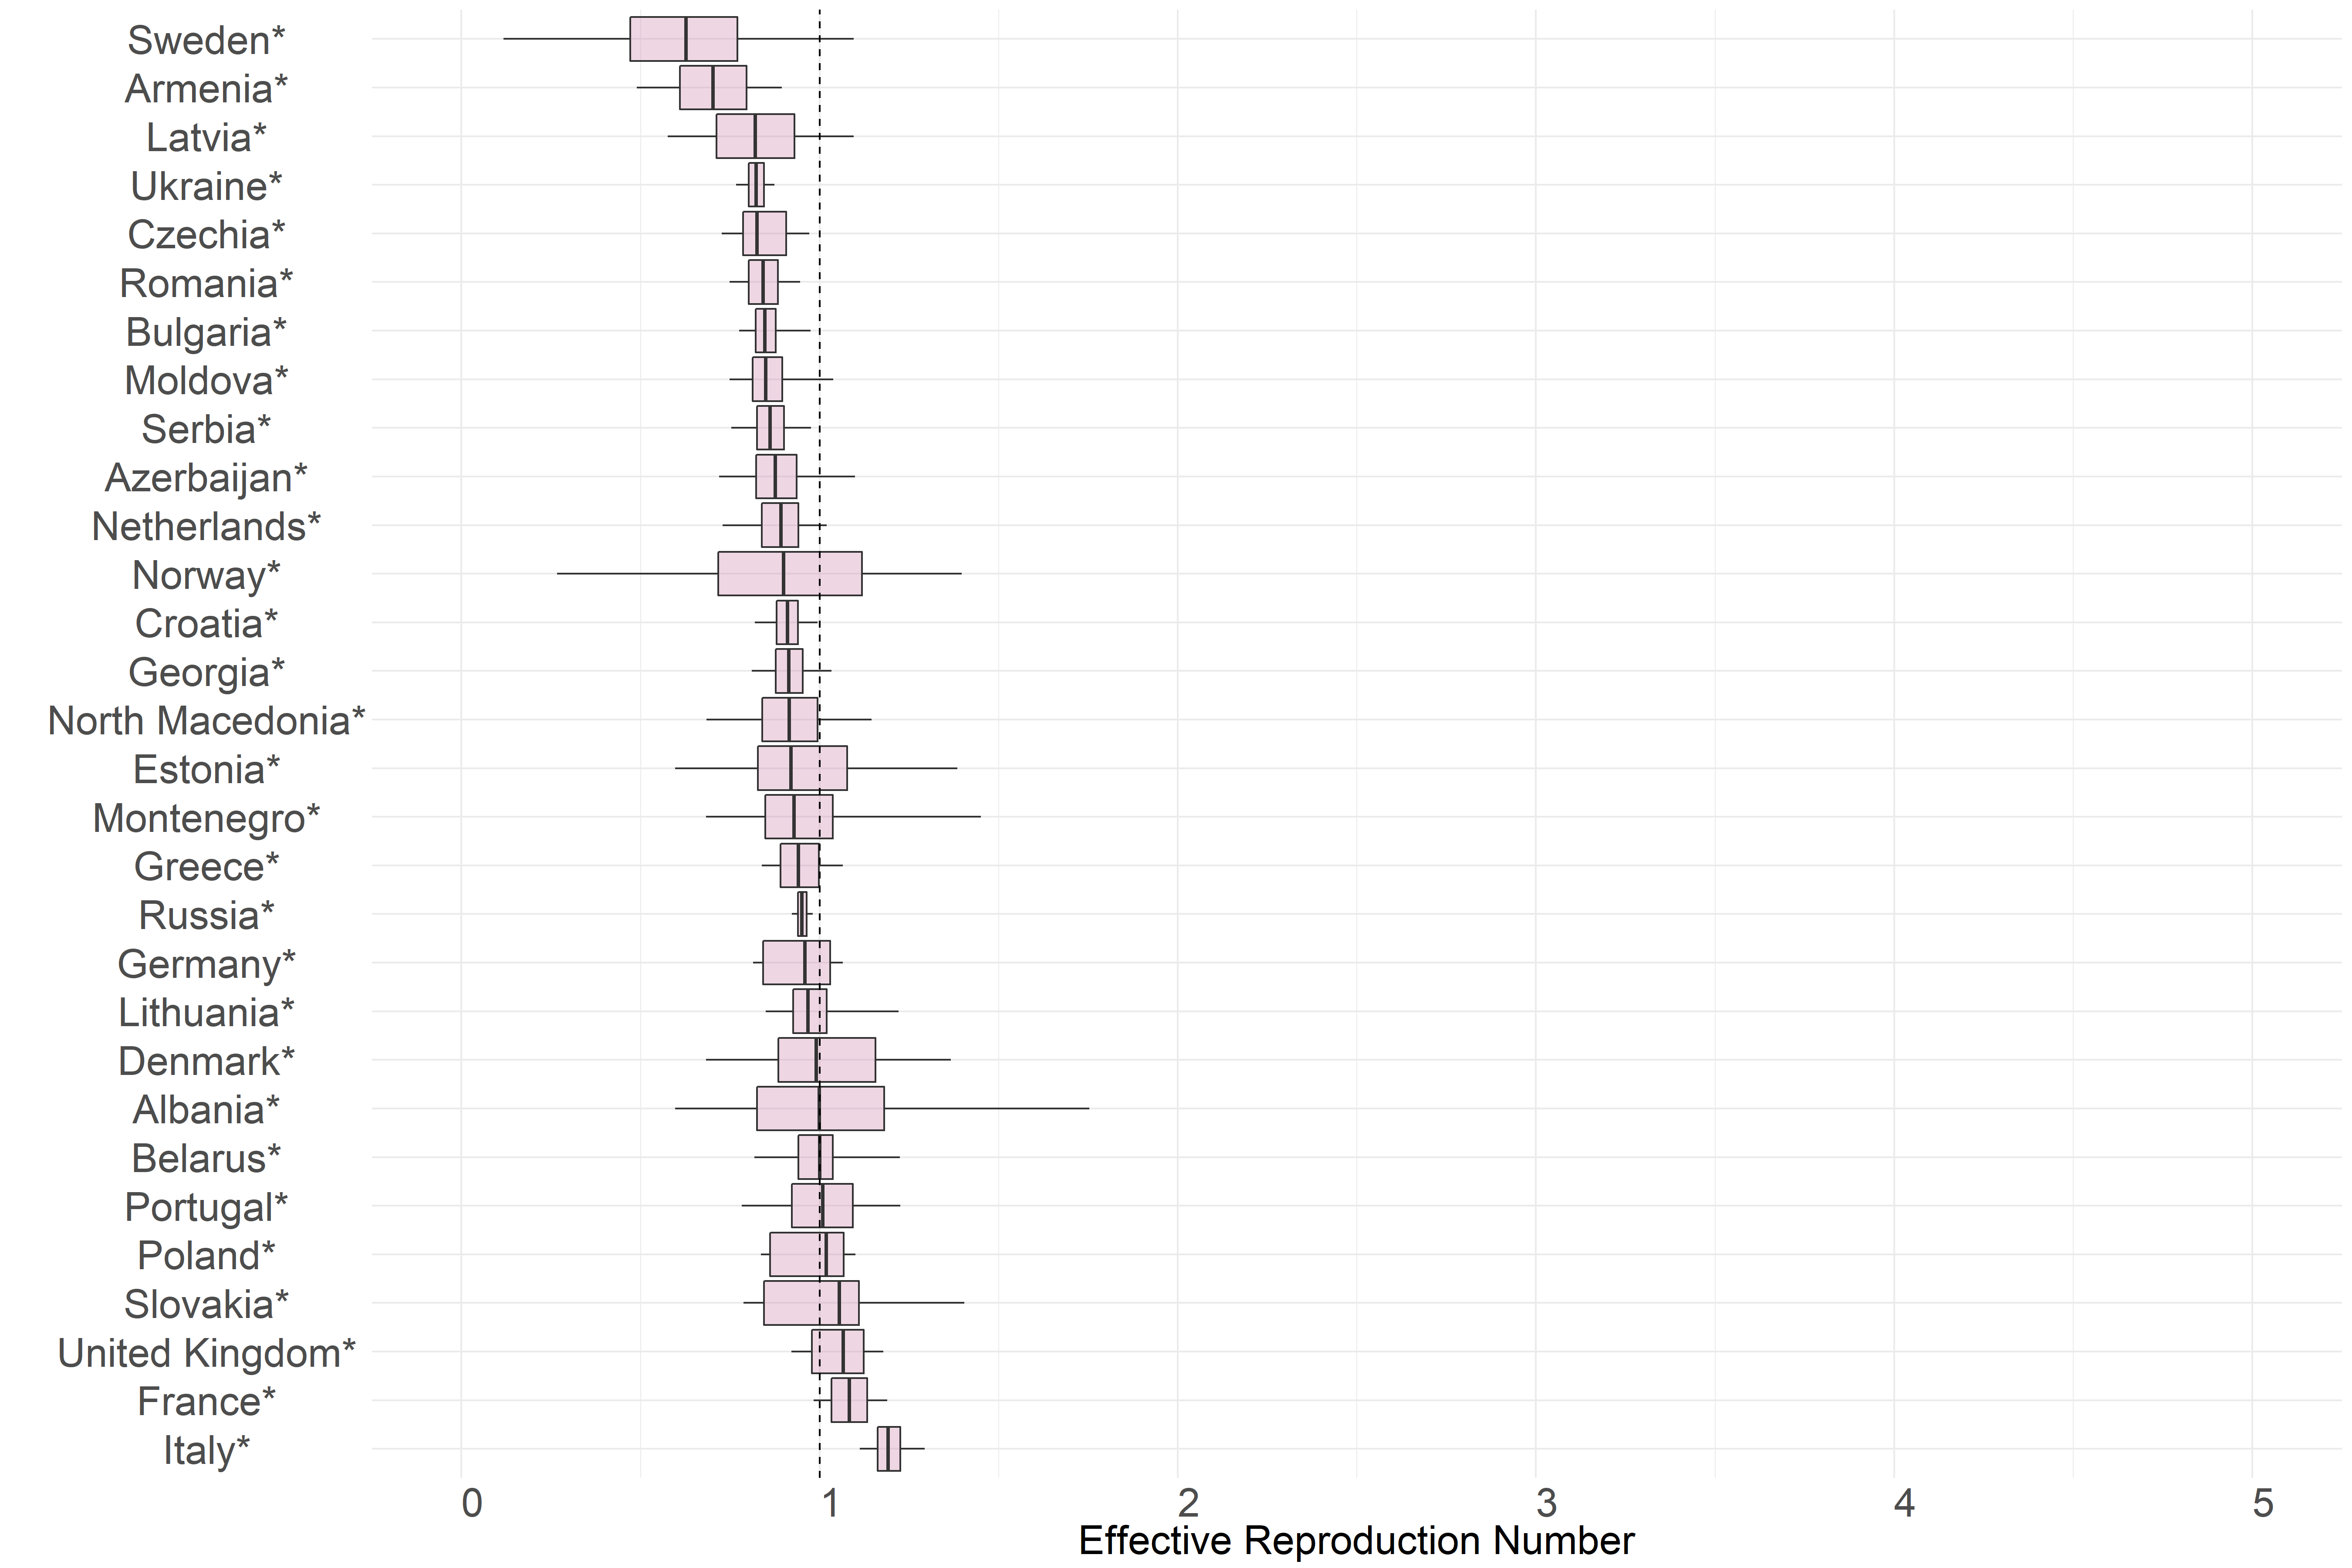 Sweden*
Armenia*
Latvia*
Ukraine*
Czechia*
Romania*
Bulgaria*
Moldova*
Serbia*
Azerbaijan*
Netherlands*
Norway*
Croatia*
Georgia*
North Macedonia*
Estonia*
Montenegro*
Greece*
Russia*
Germany*
Lithuania*
Denmark*
Albania*
Belarus*
Portugal*
Poland*
Slovakia*
United Kingdom*
France*
Italy*
0 1 2 3 4 5
Effective Reproduction Number